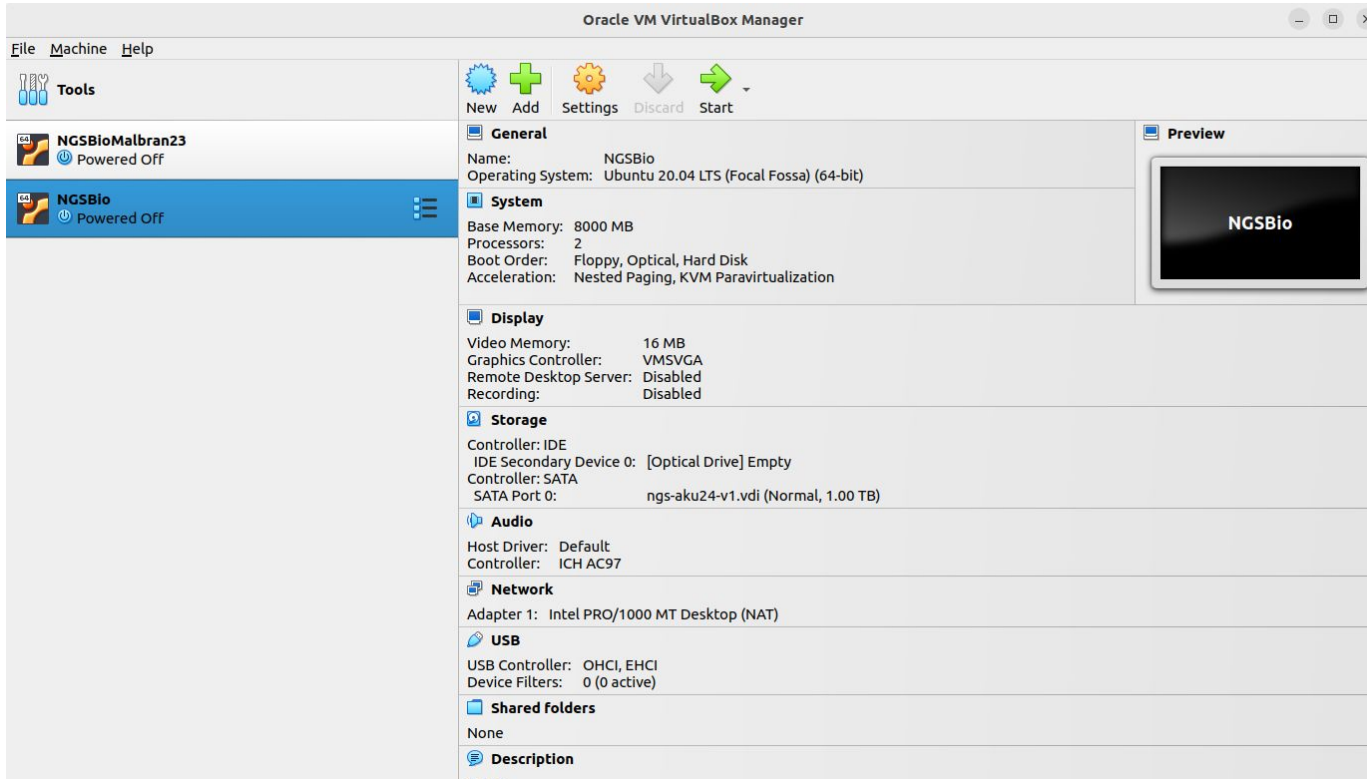 Oracle VM VirtualBox Manager
File Machine Help
Tools
New Add Settings Discard Start
64
NGSBioMalbran23
Powered Off
64
NGSBio
Powered Off
General
Name: NGSBio
Operating System: Ubuntu 20.04 LTS (Focal Fossa) (64-bit)
Preview
NGSBio
System
Base Memory: 8000 MB
Processors: 2
Boot Order: Floppy, Optical, Hard Disk
Acceleration: Nested Paging, KVM Paravirtualization
Display
Video Memory: 16 MB
Graphics Controller: VMSVGA
Remote Desktop Server: Disabled
Recording: Disabled
Storage
Controller: IDE
IDE Secondary Device 0: [Optical Drive] Empty
Controller: SATA
SATA Port 0: ngs-aku24-v1.vdi (Normal, 1.00 TB)
Audio
Host Driver: Default
Controller: ICH AC97
Network
Adapter 1: Intel PRO/1000 MT Desktop (NAT)
USB
USB Controller: OHCI, EHCI
Device Filters: 0 (0 active)
Shared folders
None
Description